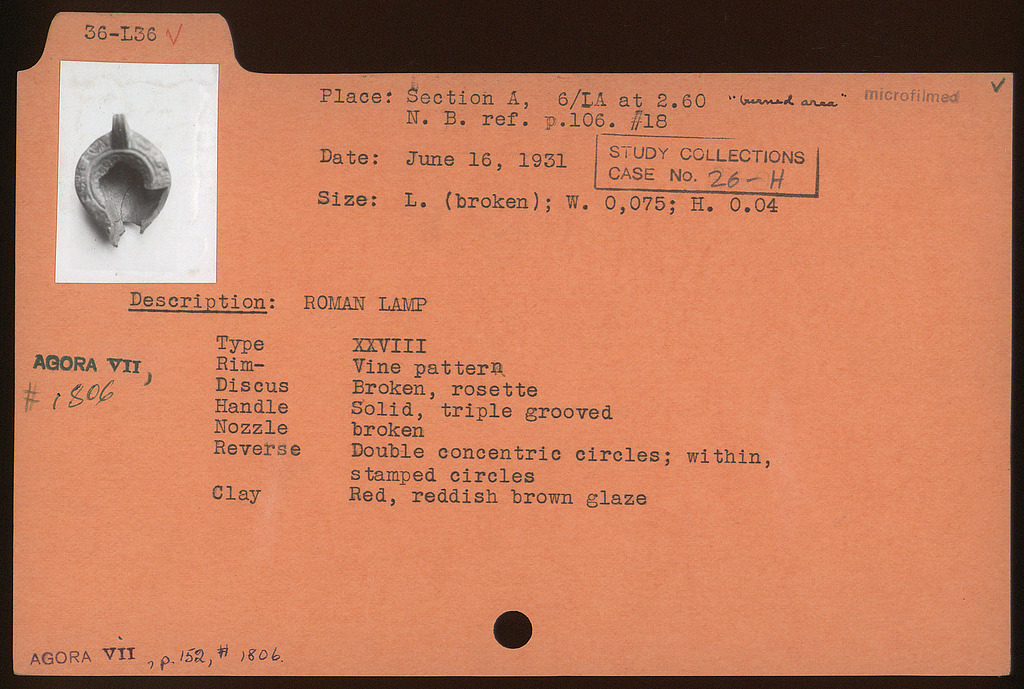 36-L36 √
Place: Section A, 6/IA at 2.60 "burned area" microfilmed ✓
N. B. ref. p.106. #18
Date: June 16, 1931
STUDY COLLECTIONS
CASE No. 26-H
Size: L. (broken); W. 0,075; H. 0.04
Description: ROMAN LAMP
Type XXVIII
AGORA VII,
# 1806
Rim- Vine pattern
Discus Broken, rosette
Handle Solid, triple grooved
Nozzle broken
Reverse Double concentric circles; within,
stamped circles
Clay Red, reddish brown glaze
AGORA VII, p.152, # 1806.